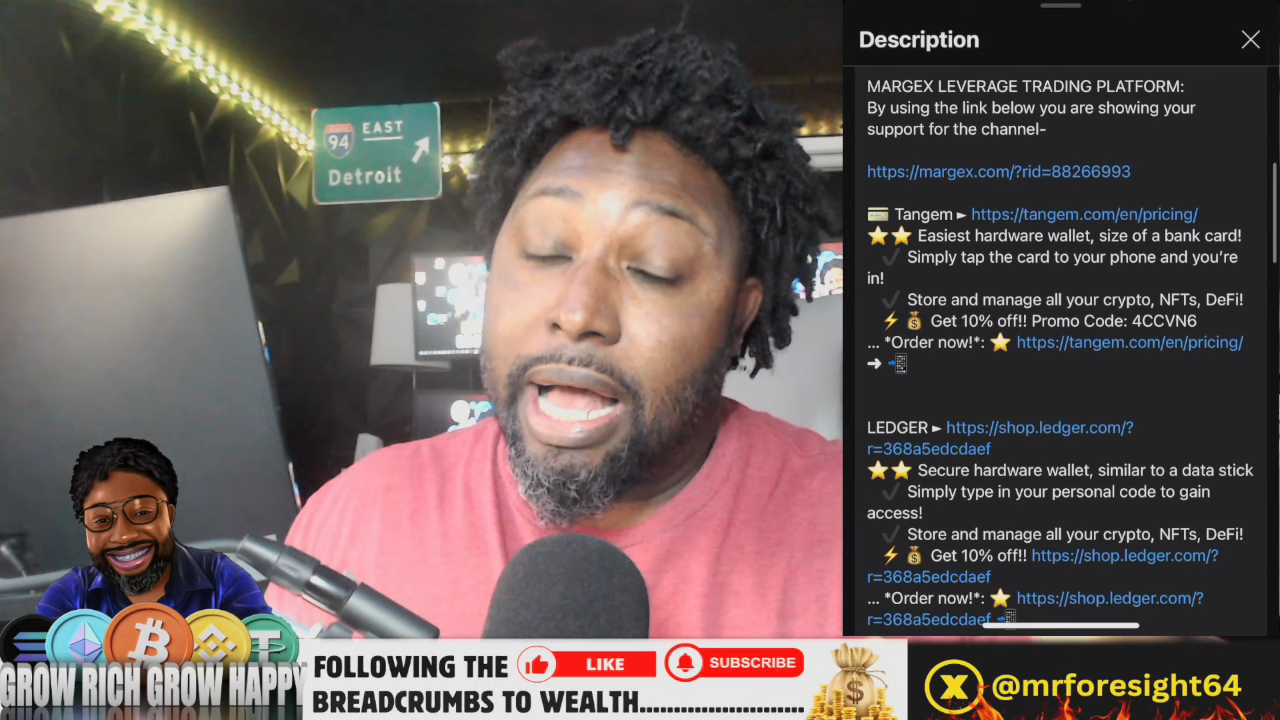 EAST
94
Detroit
Description
MARGEX LEVERAGE TRADING PLATFORM:
By using the link below you are showing your
support for the channel-
https://margex.com/?rid=88266993
💳 Tangem ► https://tangem.com/en/pricing/
⭐⭐ Easiest hardware wallet, size of a bank card!
✔ Simply tap the card to your phone and you're
in!
✔ Store and manage all your crypto, NFTs, DeFi!
⚡ 💰 Get 10% off!! Promo Code: 4CCVN6
... *Order now!*: ⭐ https://tangem.com/en/pricing/
➜ 📲
LEDGER ► https://shop.ledger.com/?
r=368a5edcdaef
⭐⭐ Secure hardware wallet, similar to a data stick
✔ Simply type in your personal code to gain
access!
✔ Store and manage all your crypto, NFTs, DeFi!
⚡ 💰 Get 10% off!! https://shop.ledger.com/?
r=368a5edcdaef
... *Order now!*: ⭐ https://shop.ledger.com/?
r=368a5edcdaef 📲
GROW RICH GROW HAPPY
FOLLOWING THE
LIKE
SUBSCRIBE
BREADCRUMBS TO WEALTH........................
X @mrforesight64